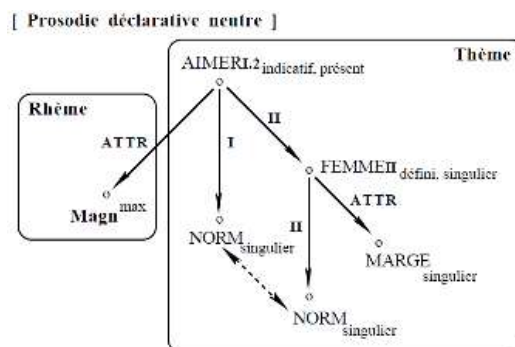 [ Prosodie déclarative neutre ]
Thème
AIMERI.2 indicatif, présent
Rhème
ATTR
I
II
FEMMEII défini, singulier
Magn max
II
ATTR
NORM singulier
MARGE singulier
NORM singulier